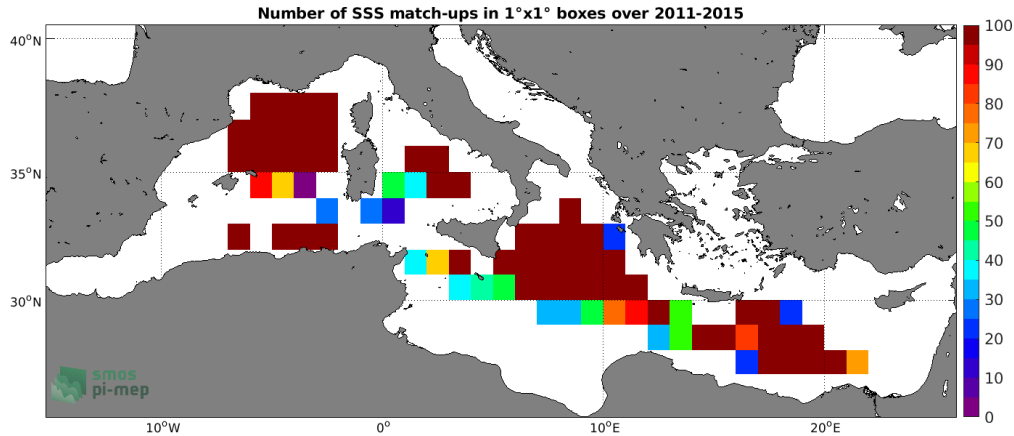 Number of SSS match-ups in 1°x1° boxes over 2011-2015
40°N
35°N
30°N
10°W
0°
10°E
20°E
100
90
80
70
60
50
40
30
20
10
0
smos
pi-mep